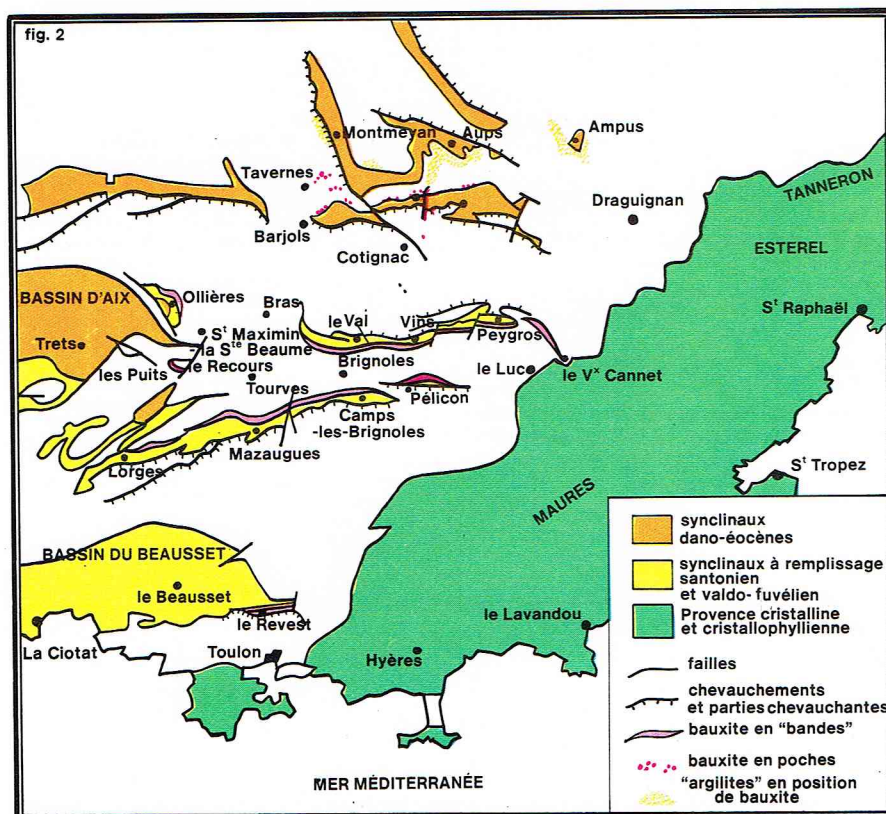 fig. 2
Montmeyan
Aups
Ampus
Tavernes
TANNERON
Draguignan
Barjols
ESTEREL
Cotignac
BASSIN D'AIX
Ollières
Bras
St Raphaël
le Val
Vins
St Maximin
-la Ste Beaume
Peygros
Trets
les Puits
le Recours
Brignoles
le Luc
le Vx Cannet
Tourves
Pélicon
Camps
-les-Brignoles
Mazaugues
Lorges
St Tropez
MAURES
BASSIN DU BEAUSSET
le Beausset
le Revest
le Lavandou
La Ciotat
Toulon
Hyères
MER MÉDITERRANÉE
synclinaux
dano-éocènes
synclinaux à remplissage
santonien
et valdo-fuvélien
Provence cristalline
et cristallophyllienne
failles
chevauchements
et parties chevauchantes
bauxite en "bandes"
bauxite en poches
"argilites" en position
de bauxite